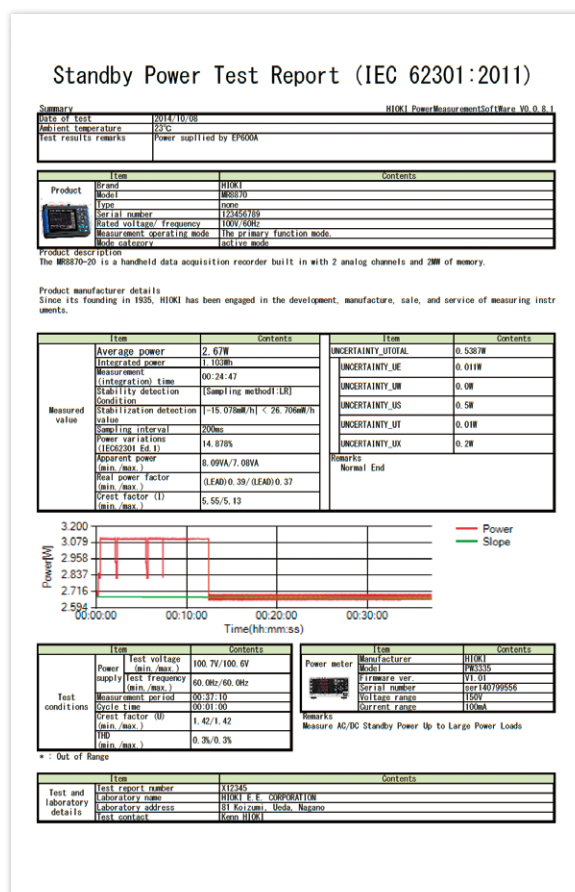 Standby Power Test Report (IEC 62301:2011)
Summary HIOKI PowerMeasurementSoftWare V0.0.8.1
Date of test 2014/10/08
Ambient temperature 23℃
Test results remarks Power supllied by EP600A
Item Contents
Product
Brand HIOKI
Model MR8870
Type none
Serial number 123456789
Rated voltage/ frequency 100V/60Hz
Measurement operating mode The primary function mode.
Mode category active mode
Product description
The MR8870-20 is a handheld data acquisition recorder built in with 2 analog channels and 2MW of memory.
Product manufacturer details
Since its founding in 1935, HIOKI has been engaged in the development, manufacture, sale, and service of measuring instr
uments.
Item Contents
Measured
value
Average power 2.67W
Integrated power 1.103Wh
Measurement
(integration) time 00:24:47
Stability detection
Condition [Sampling method1:LR]
Stabilization detection
value |-15.078mW/h| < 26.706mW/h
Sampling interval 200ms
Power variations
(IEC62301 Ed.1) 14.878%
Apparent power
(min./max.) 8.09VA/7.08VA
Real power factor
(min./max.) (LEAD)0.39/(LEAD)0.37
Crest factor (I)
(min./max.) 5.55/5.13
Item Contents
UNCERTAINTY_UTOTAL 0.5387W
UNCERTAINTY_UE 0.011W
UNCERTAINTY_UW 0.0W
UNCERTAINTY_US 0.5W
UNCERTAINTY_UT 0.01W
UNCERTAINTY_UX 0.2W
Remarks
Normal End
Power[W]
3.200
3.079
2.958
2.837
2.716
2.594
00:00:00 00:10:00 00:20:00 00:30:00
Time(hh:mm:ss)
Power
Slope
Item Contents
Test
conditions
Power
supply
Test voltage
(min./max.) 100.7V/100.6V
Test frequency
(min./max.) 60.0Hz/60.0Hz
Measurement period 00:37:10
Cycle time 00:01:00
Crest factor (U)
(min./max.) 1.42/1.42
THD
(min./max.) 0.3%/0.3%
* : Out of Range
Item Contents
Power meter
Manufacturer HIOKI
Model PW3335
Firmware ver. V1.01
Serial number ser140799556
Voltage range 150V
Current range 100mA
Remarks
Measure AC/DC Standby Power Up to Large Power Loads
Item Contents
Test and
laboratory
details
Test report number X12345
Laboratory name HIOKI E.E. CORPORATION
Laboratory address 81 Koizumi, Ueda, Nagano
Test contact Kenn HIOKI